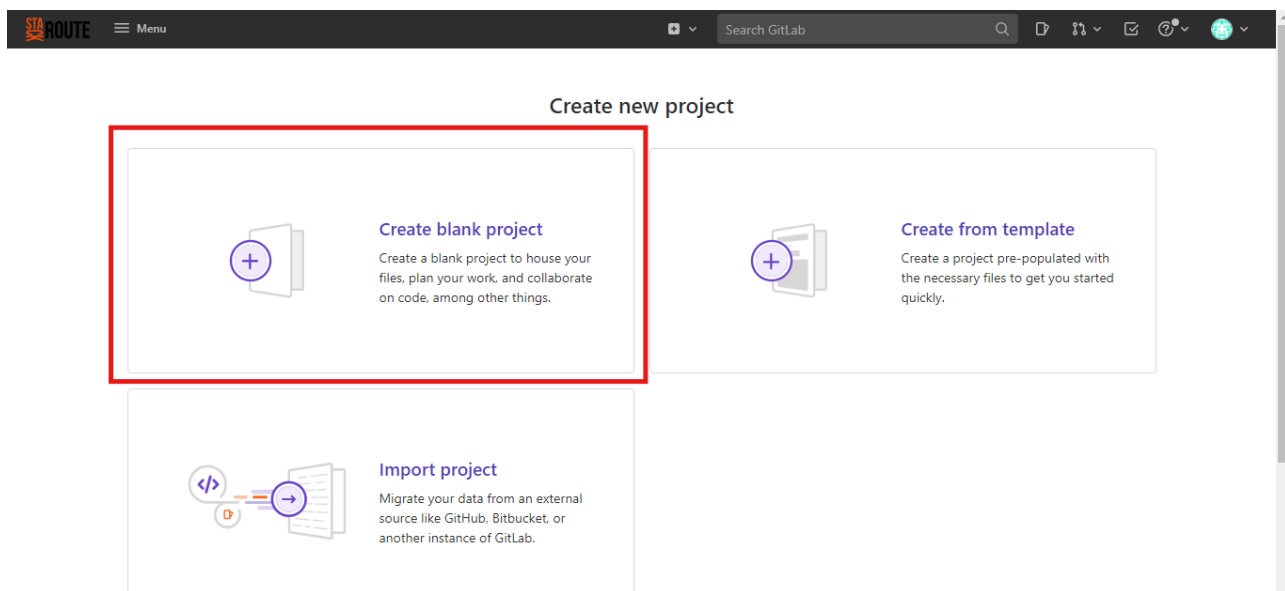 STACKROUTE
Menu
Search GitLab
Create new project
Create blank project
Create a blank project to house your
files, plan your work, and collaborate
on code, among other things.
Create from template
Create a project pre-populated with
the necessary files to get you started
quickly.
Import project
Migrate your data from an external
source like GitHub, Bitbucket, or
another instance of GitLab.